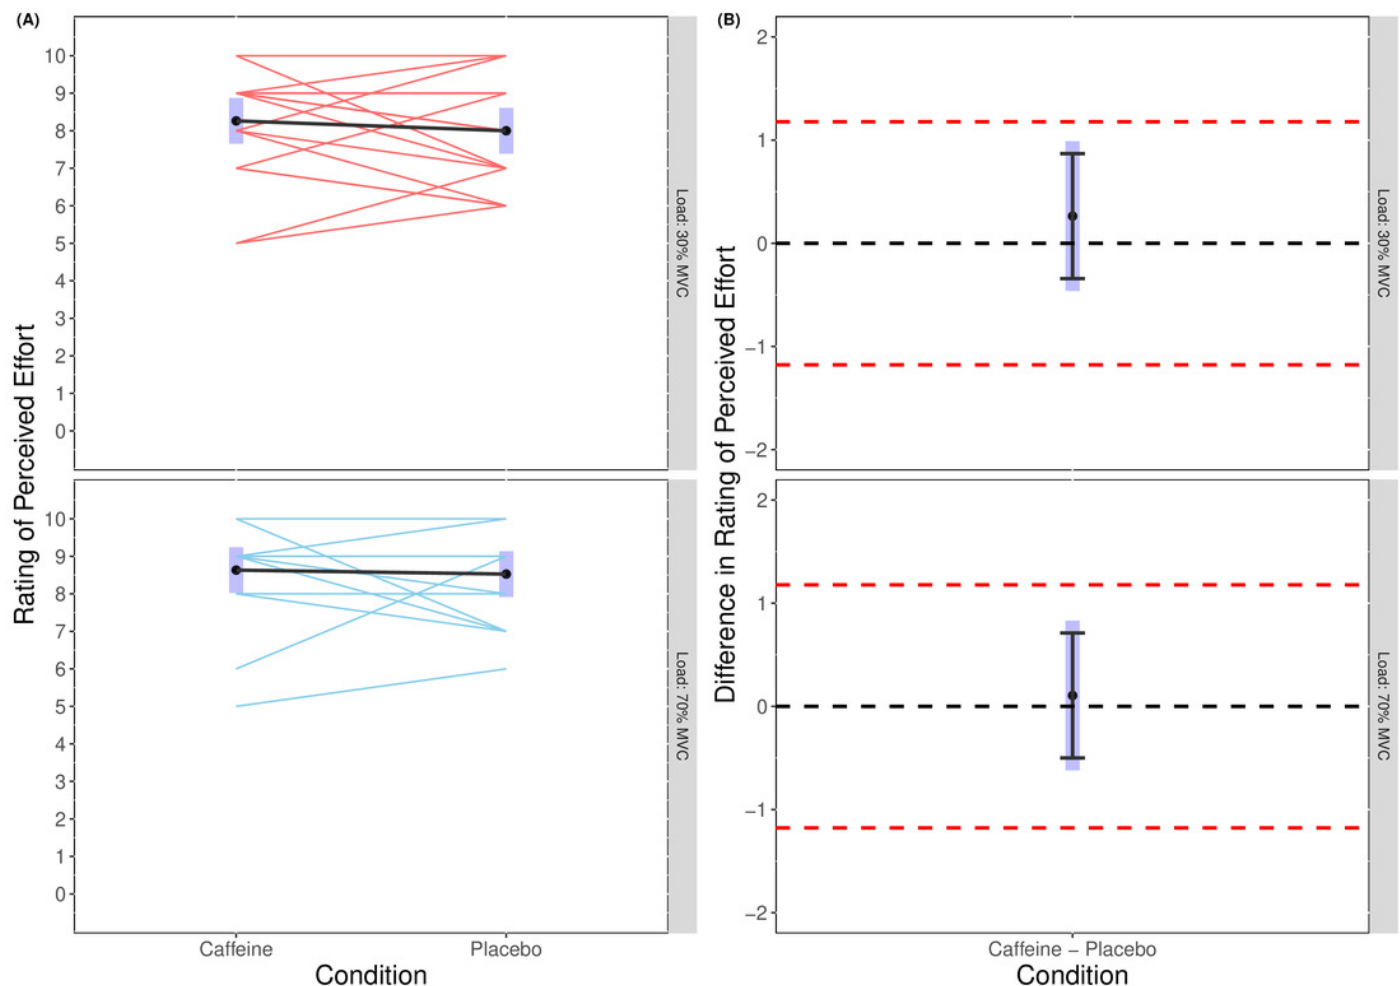 (A)
10
9
8
7
6
5
4
3
2
1
0
Load: 30% MVC
10
9
8
7
6
5
4
3
2
1
0
Load: 70% MVC
Rating of Perceived Effort
Caffeine Placebo
Condition
(B)
2
1
0
−1
−2
Load: 30% MVC
2
1
0
−1
−2
Load: 70% MVC
Difference in Rating of Perceived Effort
Caffeine − Placebo
Condition